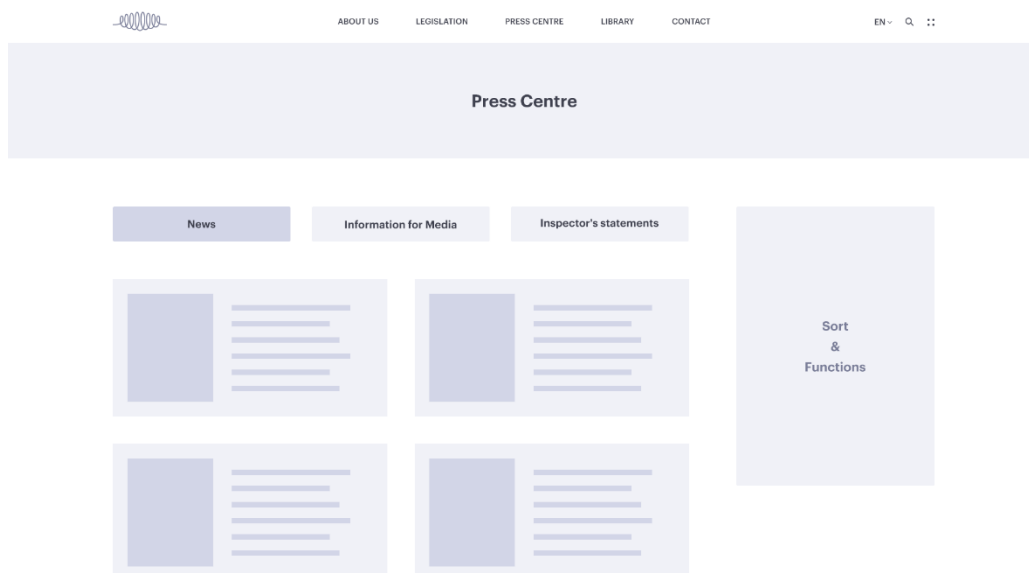 ABOUT US LEGISLATION PRESS CENTRE LIBRARY CONTACT EN
Press Centre
News Information for Media Inspector's statements
Sort
&
Functions